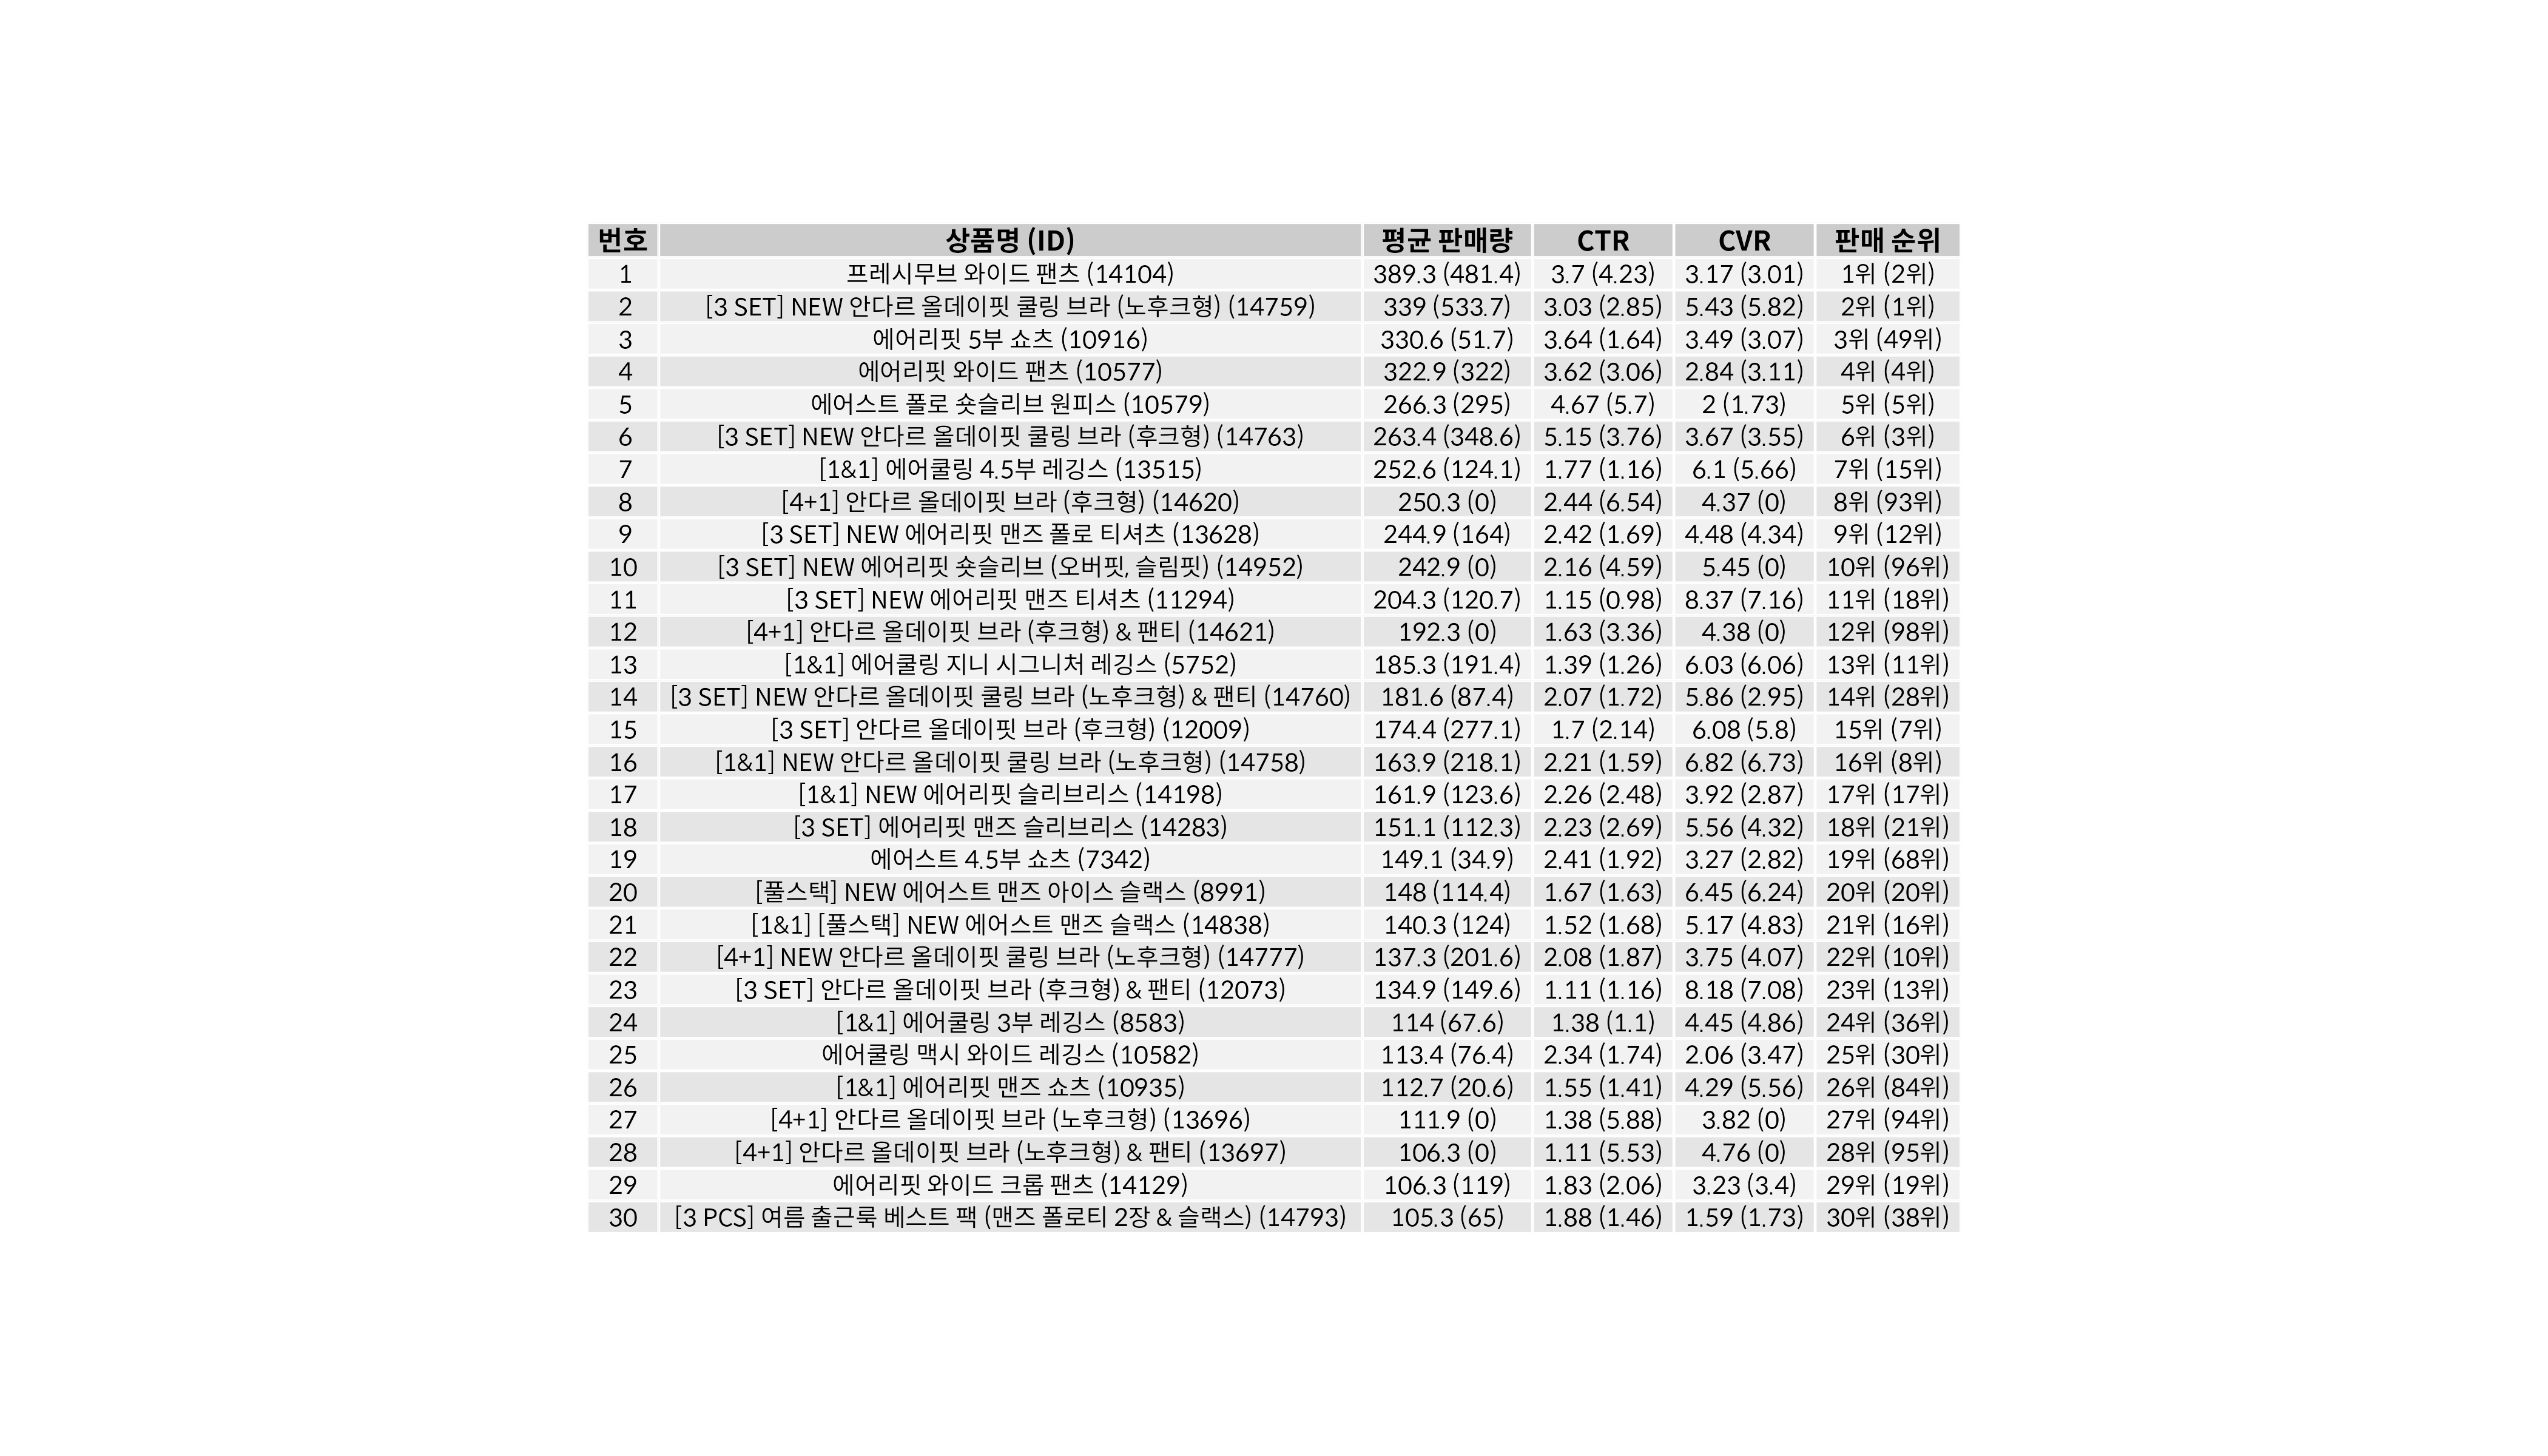 번호 상품명 (ID) 평균 판매량 CTR CVR 판매 순위
1 프레시무브 와이드 팬츠 (14104) 389.3 (481.4) 3.7 (4.23) 3.17 (3.01) 1위 (2위)
2 [3 SET] NEW 안다르 올데이핏 쿨링 브라 (노후크형) (14759) 339 (533.7) 3.03 (2.85) 5.43 (5.82) 2위 (1위)
3 에어리핏 5부 쇼츠 (10916) 330.6 (51.7) 3.64 (1.64) 3.49 (3.07) 3위 (49위)
4 에어리핏 와이드 팬츠 (10577) 322.9 (322) 3.62 (3.06) 2.84 (3.11) 4위 (4위)
5 에어스트 폴로 숏슬리브 원피스 (10579) 266.3 (295) 4.67 (5.7) 2 (1.73) 5위 (5위)
6 [3 SET] NEW 안다르 올데이핏 쿨링 브라 (후크형) (14763) 263.4 (348.6) 5.15 (3.76) 3.67 (3.55) 6위 (3위)
7 [1&1] 에어쿨링 4.5부 레깅스 (13515) 252.6 (124.1) 1.77 (1.16) 6.1 (5.66) 7위 (15위)
8 [4+1] 안다르 올데이핏 브라 (후크형) (14620) 250.3 (0) 2.44 (6.54) 4.37 (0) 8위 (93위)
9 [3 SET] NEW 에어리핏 맨즈 폴로 티셔츠 (13628) 244.9 (164) 2.42 (1.69) 4.48 (4.34) 9위 (12위)
10 [3 SET] NEW 에어리핏 숏슬리브 (오버핏, 슬림핏) (14952) 242.9 (0) 2.16 (4.59) 5.45 (0) 10위 (96위)
11 [3 SET] NEW 에어리핏 맨즈 티셔츠 (11294) 204.3 (120.7) 1.15 (0.98) 8.37 (7.16) 11위 (18위)
12 [4+1] 안다르 올데이핏 브라 (후크형) & 팬티 (14621) 192.3 (0) 1.63 (3.36) 4.38 (0) 12위 (98위)
13 [1&1] 에어쿨링 지니 시그니처 레깅스 (5752) 185.3 (191.4) 1.39 (1.26) 6.03 (6.06) 13위 (11위)
14 [3 SET] NEW 안다르 올데이핏 쿨링 브라 (노후크형) & 팬티 (14760) 181.6 (87.4) 2.07 (1.72) 5.86 (2.95) 14위 (28위)
15 [3 SET] 안다르 올데이핏 브라 (후크형) (12009) 174.4 (277.1) 1.7 (2.14) 6.08 (5.8) 15위 (7위)
16 [1&1] NEW 안다르 올데이핏 쿨링 브라 (노후크형) (14758) 163.9 (218.1) 2.21 (1.59) 6.82 (6.73) 16위 (8위)
17 [1&1] NEW 에어리핏 슬리브리스 (14198) 161.9 (123.6) 2.26 (2.48) 3.92 (2.87) 17위 (17위)
18 [3 SET] 에어리핏 맨즈 슬리브리스 (14283) 151.1 (112.3) 2.23 (2.69) 5.56 (4.32) 18위 (21위)
19 에어스트 4.5부 쇼츠 (7342) 149.1 (34.9) 2.41 (1.92) 3.27 (2.82) 19위 (68위)
20 [풀스택] NEW 에어스트 맨즈 아이스 슬랙스 (8991) 148 (114.4) 1.67 (1.63) 6.45 (6.24) 20위 (20위)
21 [1&1] [풀스택] NEW 에어스트 맨즈 슬랙스 (14838) 140.3 (124) 1.52 (1.68) 5.17 (4.83) 21위 (16위)
22 [4+1] NEW 안다르 올데이핏 쿨링 브라 (노후크형) (14777) 137.3 (201.6) 2.08 (1.87) 3.75 (4.07) 22위 (10위)
23 [3 SET] 안다르 올데이핏 브라 (후크형) & 팬티 (12073) 134.9 (149.6) 1.11 (1.16) 8.18 (7.08) 23위 (13위)
24 [1&1] 에어쿨링 3부 레깅스 (8583) 114 (67.6) 1.38 (1.1) 4.45 (4.86) 24위 (36위)
25 에어쿨링 맥시 와이드 레깅스 (10582) 113.4 (76.4) 2.34 (1.74) 2.06 (3.47) 25위 (30위)
26 [1&1] 에어리핏 맨즈 쇼츠 (10935) 112.7 (20.6) 1.55 (1.41) 4.29 (5.56) 26위 (84위)
27 [4+1] 안다르 올데이핏 브라 (노후크형) (13696) 111.9 (0) 1.38 (5.88) 3.82 (0) 27위 (94위)
28 [4+1] 안다르 올데이핏 브라 (노후크형) & 팬티 (13697) 106.3 (0) 1.11 (5.53) 4.76 (0) 28위 (95위)
29 에어리핏 와이드 크롭 팬츠 (14129) 106.3 (119) 1.83 (2.06) 3.23 (3.4) 29위 (19위)
30 [3 PCS] 여름 출근룩 베스트 팩 (맨즈 폴로티 2장 & 슬랙스) (14793) 105.3 (65) 1.88 (1.46) 1.59 (1.73) 30위 (38위)